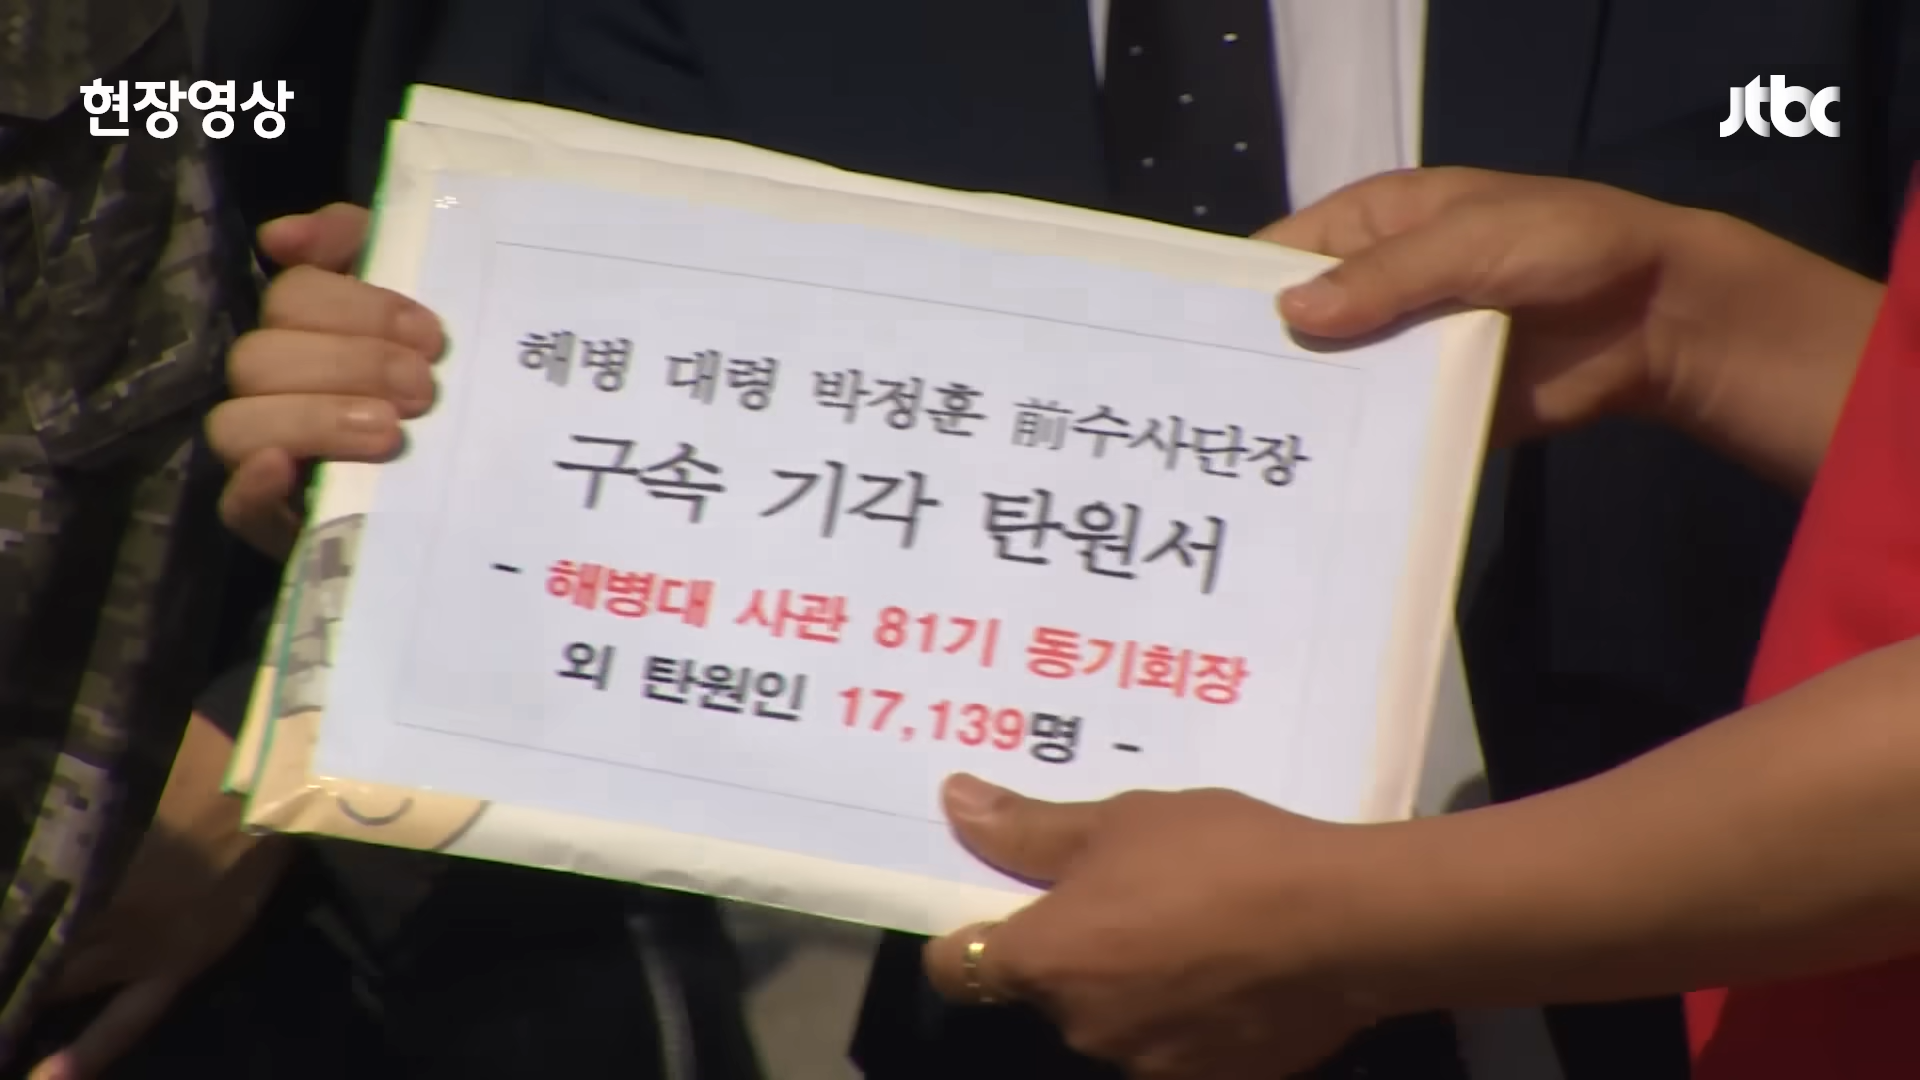 현장영상
jtbc
해병 대령 박정훈 前수사단장
구속 기각 탄원서
- 해병대 사관 81기 동기회장
외 탄원인 17,139명 -